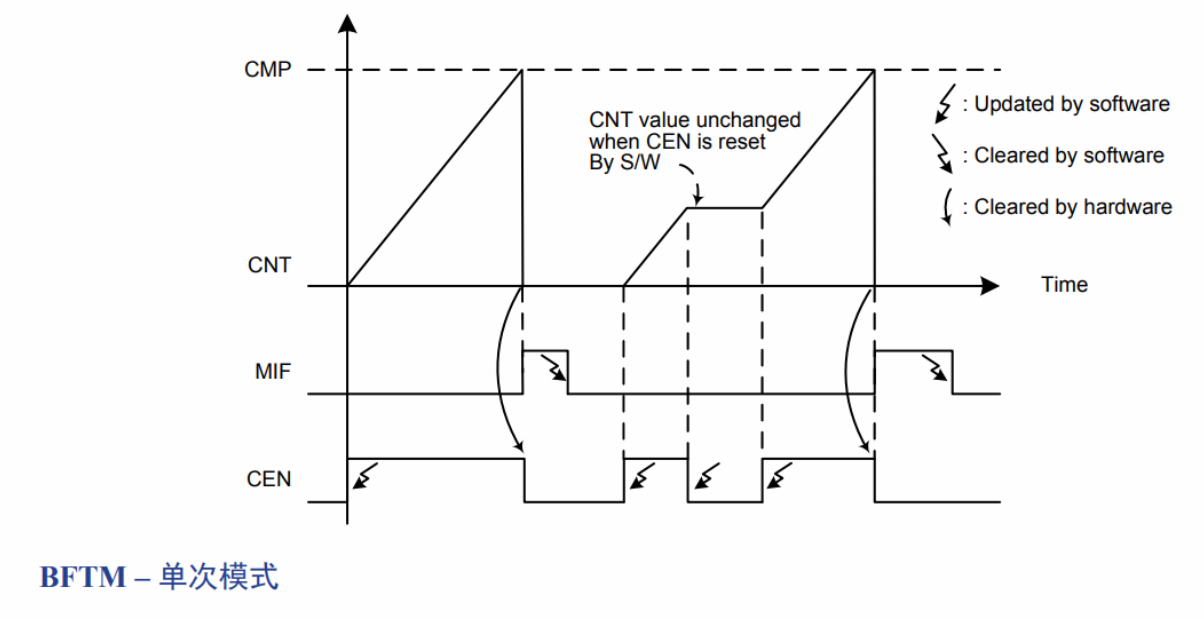 CMP
CNT value unchanged
when CEN is reset
By S/W
: Updated by software
: Cleared by software
: Cleared by hardware
CNT
Time
MIF
CEN
BFTM – 单次模式